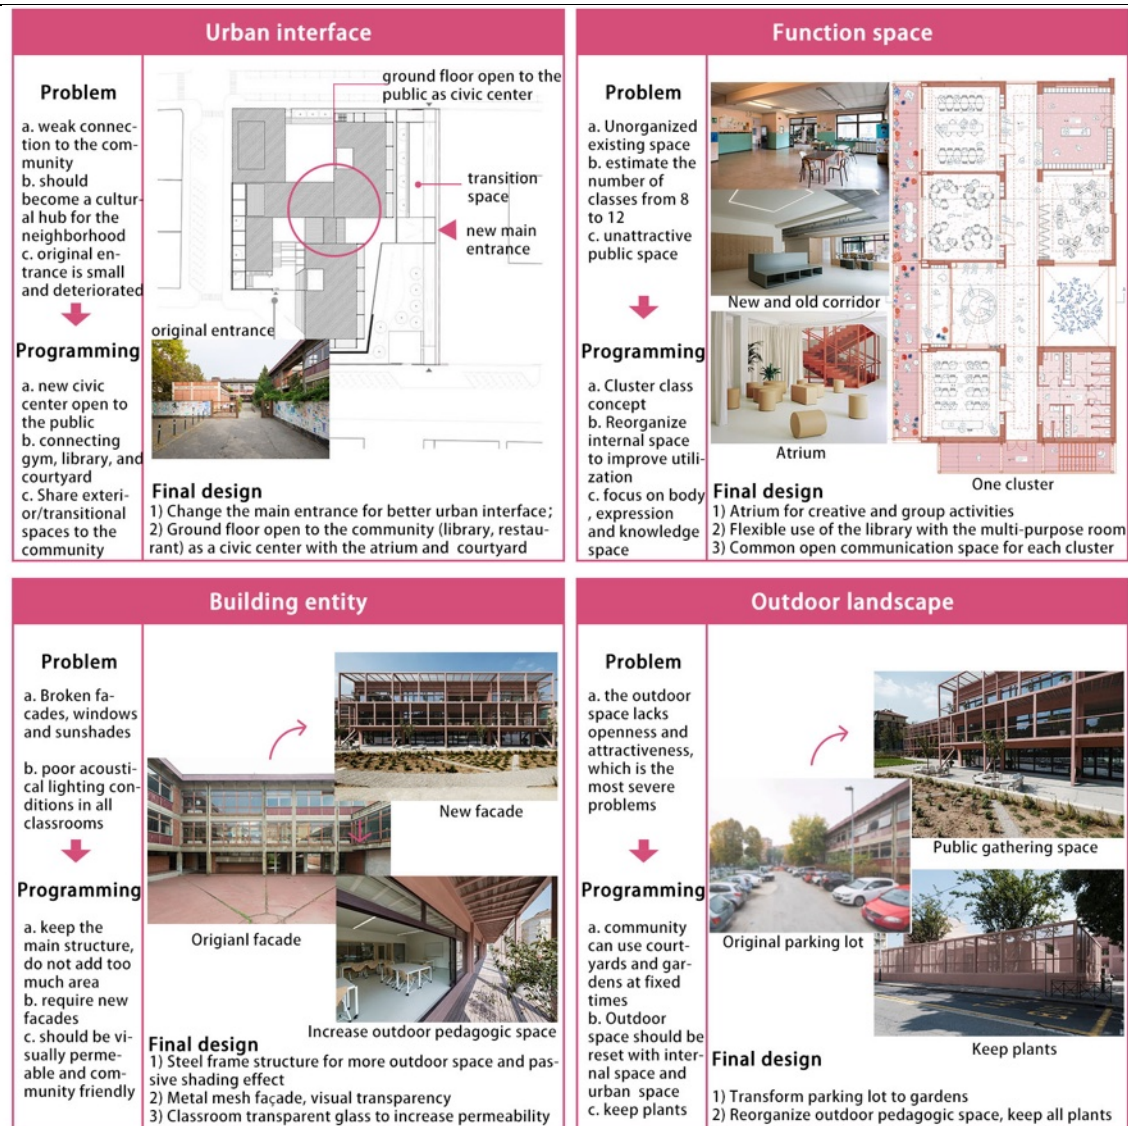 Urban interface
Problem
a. weak connec-
tion to the com-
munity
b. should
become a cultur-
al hub for the
neighborhood
c. original en-
trance is small
and deteriorated
Programming
a. new civic
center open to
the public
b. connecting
gym, library, and
courtyard
c. Share exteri-
or/transitional
spaces to the
community
ground floor open to the
public as civic center
transition
space
new main
entrance
original entrance
Final design
1) Change the main entrance for better urban interface;
2) Ground floor open to the community (library, restau-
rant) as a civic center with the atrium and courtyard
Function space
Problem
a. Unorganized
existing space
b. estimate the
number of
classes from 8
to 12
c. unattractive
public space
Programming
a. Cluster class
concept
b. Reorganize
internal space
to improve utili-
zation
c. focus on body
, expression
and knowledge
space
New and old corridor
Atrium
One cluster
Final design
1) Atrium for creative and group activities
2) Flexible use of the library with the multi-purpose room
3) Common open communication space for each cluster
Building entity
Problem
a. Broken fa-
cades, windows
and sunshades
b. poor acousti-
cal lighting con-
ditions in all
classrooms
Programming
a. keep the
main structure,
do not add too
much area
b. require new
facades
c. should be vi-
sually perme-
able and com-
munity friendly
New facade
Origianl facade
Increase outdoor pedagogic space
Final design
1) Steel frame structure for more outdoor space and pas-
sive shading effect
2) Metal mesh façade, visual transparency
3) Classroom transparent glass to increase permeability
Outdoor landscape
Problem
a. the outdoor
space lacks
openness and
attractiveness,
which is the
most severe
problems
Programming
a. community
can use court-
yards and gar-
dens at fixed
times
b. Outdoor
space should be
reset with inter-
nal space and
urban space
c. keep plants
Public gathering space
Original parking lot
Keep plants
Final design
1) Transform parking lot to gardens
2) Reorganize outdoor pedagogic space, keep all plants